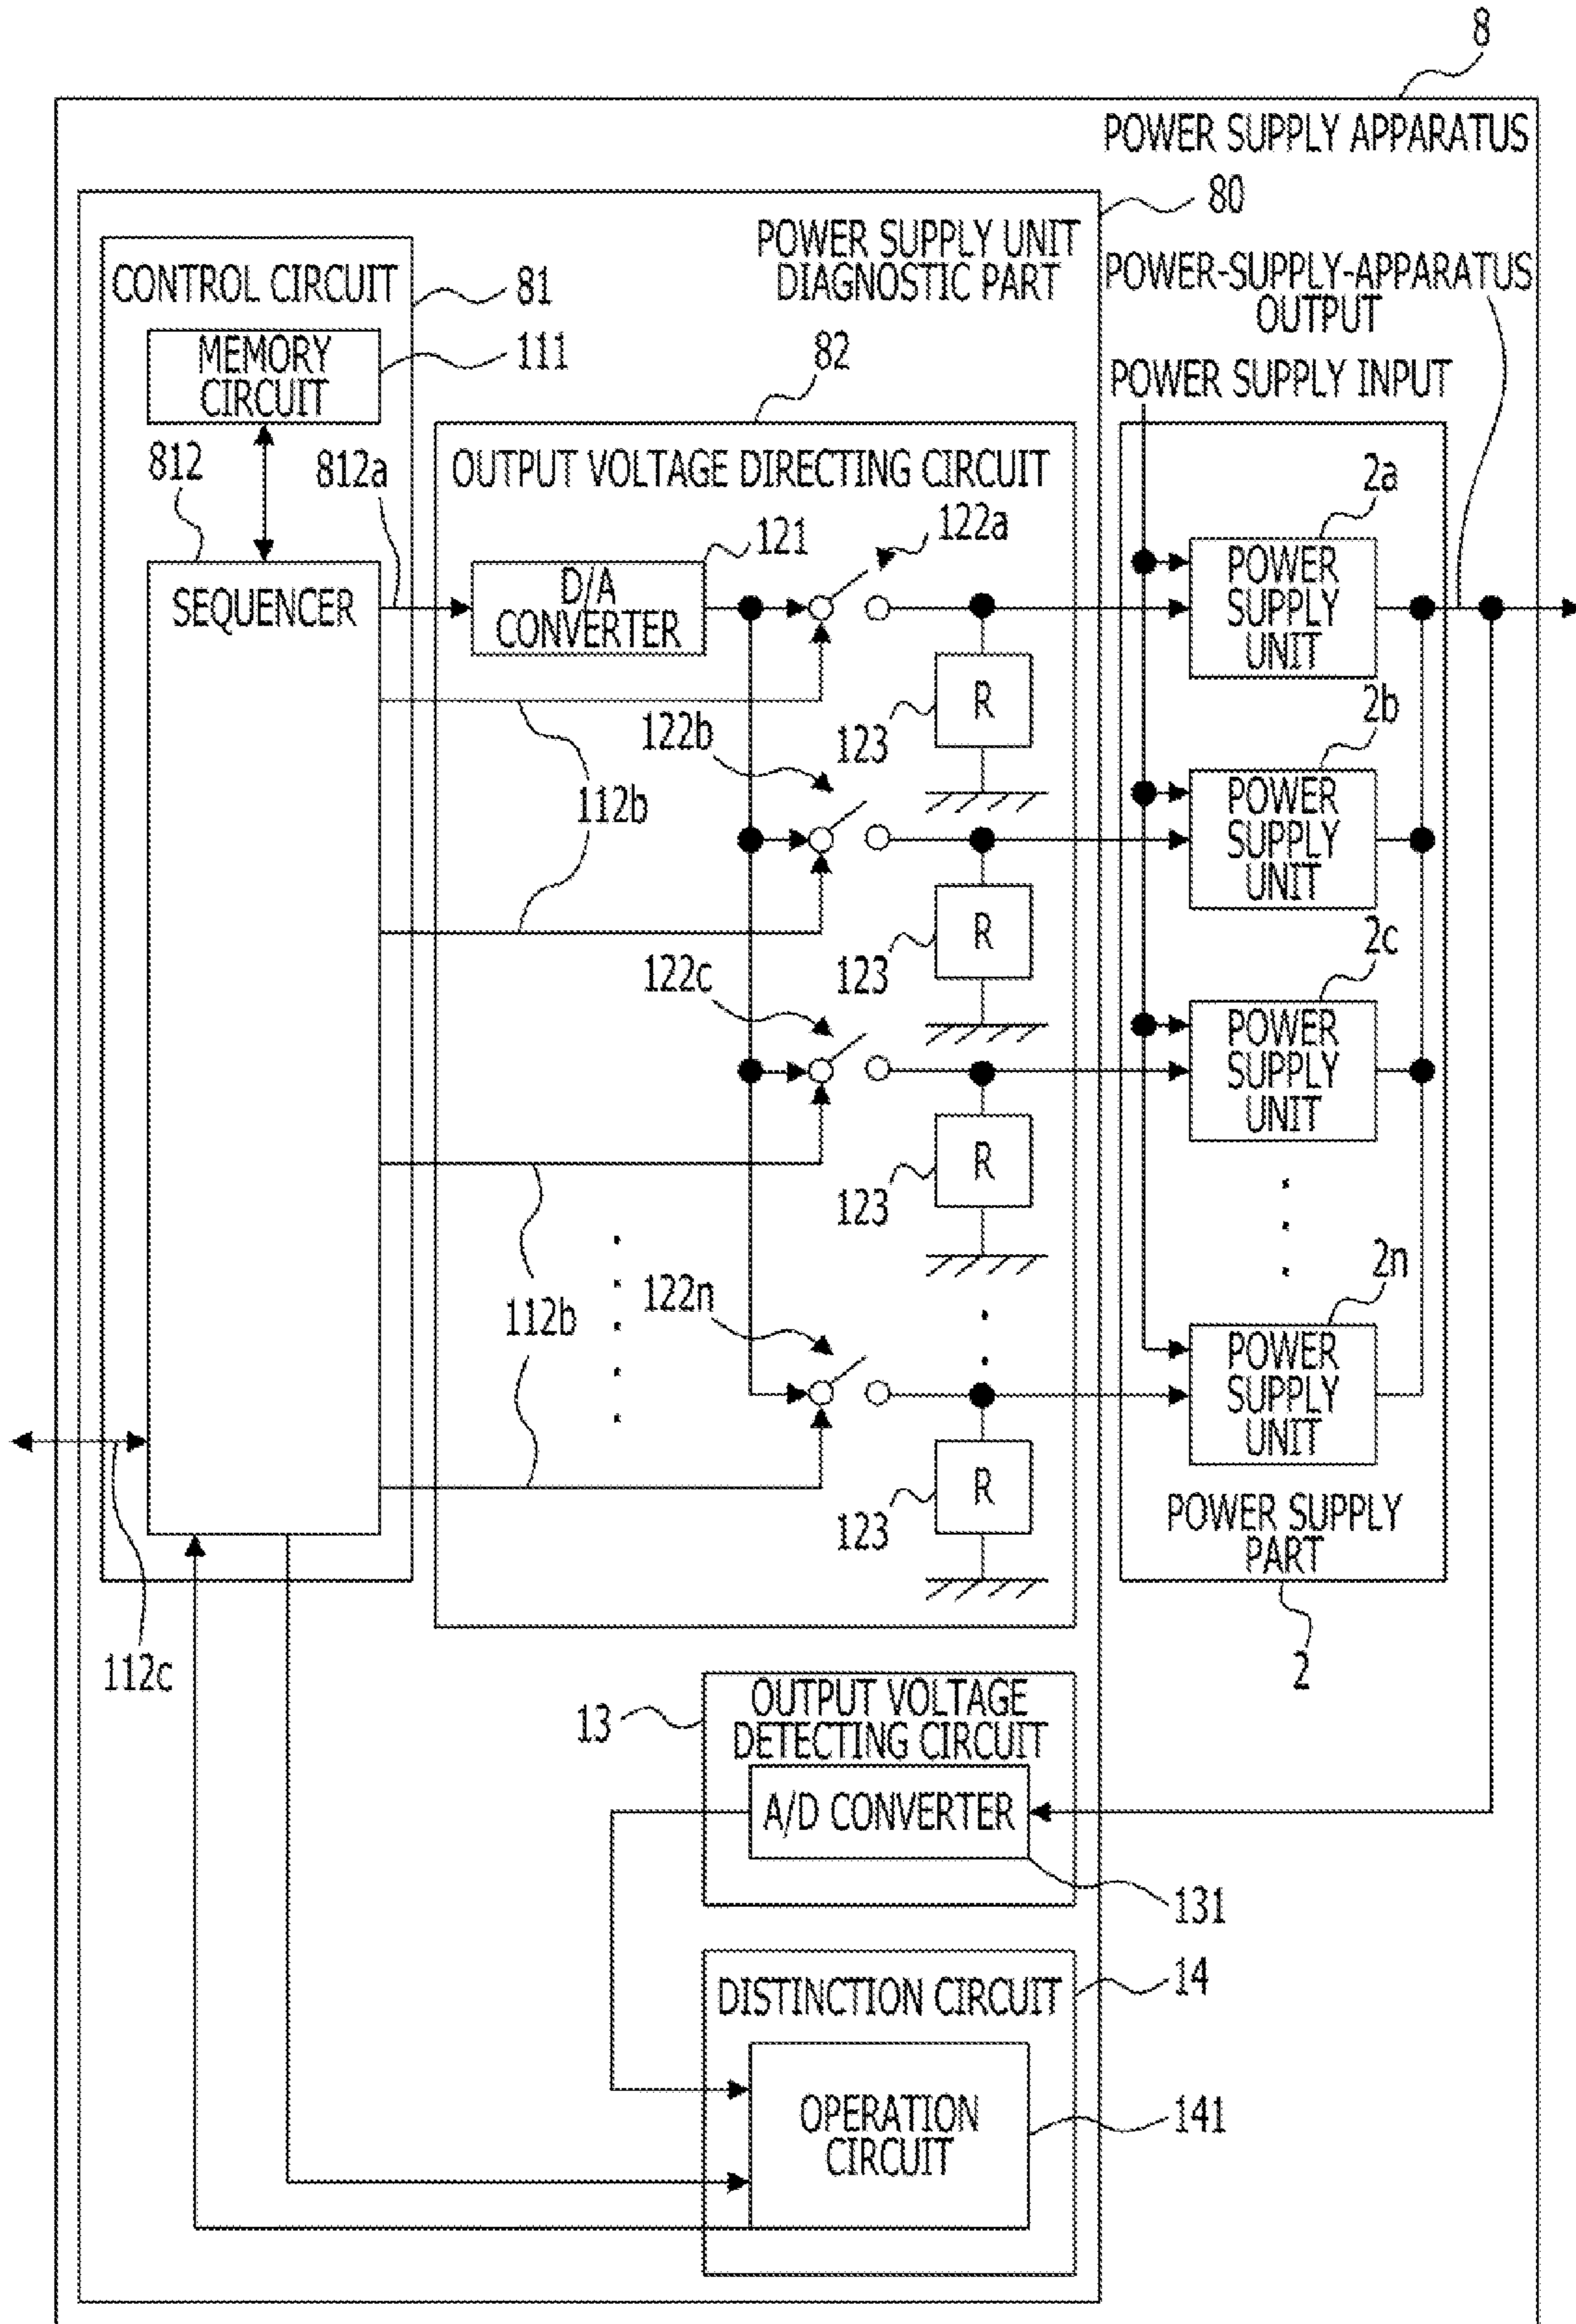 8
POWER SUPPLY APPARATUS
80
POWER SUPPLY UNIT
DIAGNOSTIC PART
POWER-SUPPLY-APPARATUS
OUTPUT
CONTROL CIRCUIT
81
MEMORY
CIRCUIT
111
82
POWER SUPPLY INPUT
812
812a
OUTPUT VOLTAGE DIRECTING CIRCUIT
2a
SEQUENCER
121
D/A
CONVERTER
122a
POWER
SUPPLY
UNIT
R
123
122b
112b
2b
POWER
SUPPLY
UNIT
R
123
122c
2c
POWER
SUPPLY
UNIT
R
123
122n
112b
2n
POWER
SUPPLY
UNIT
R
123
POWER SUPPLY
PART
2
112c
13
OUTPUT VOLTAGE
DETECTING CIRCUIT
A/D CONVERTER
131
DISTINCTION CIRCUIT
14
OPERATION
CIRCUIT
141